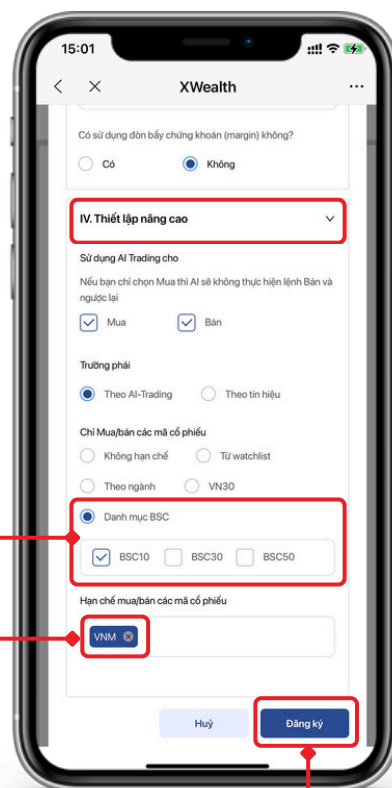 15:01
XWealth
Có sử dụng đòn bẩy chứng khoán (margin) không?
Có Không
IV. Thiết lập nâng cao
Sử dụng AI Trading cho
Nếu bạn chỉ chọn Mua thì AI sẽ không thực hiện lệnh Bán và
ngược lại
Mua Bán
Trường phái
Theo AI-Trading Theo tín hiệu
Chỉ Mua/bán các mã cổ phiếu
Không hạn chế Từ watchlist
Theo ngành VN30
Danh mục BSC
BSC10 BSC30 BSC50
Hạn chế mua/bán các mã cổ phiếu
VNM
Huỷ Đăng ký